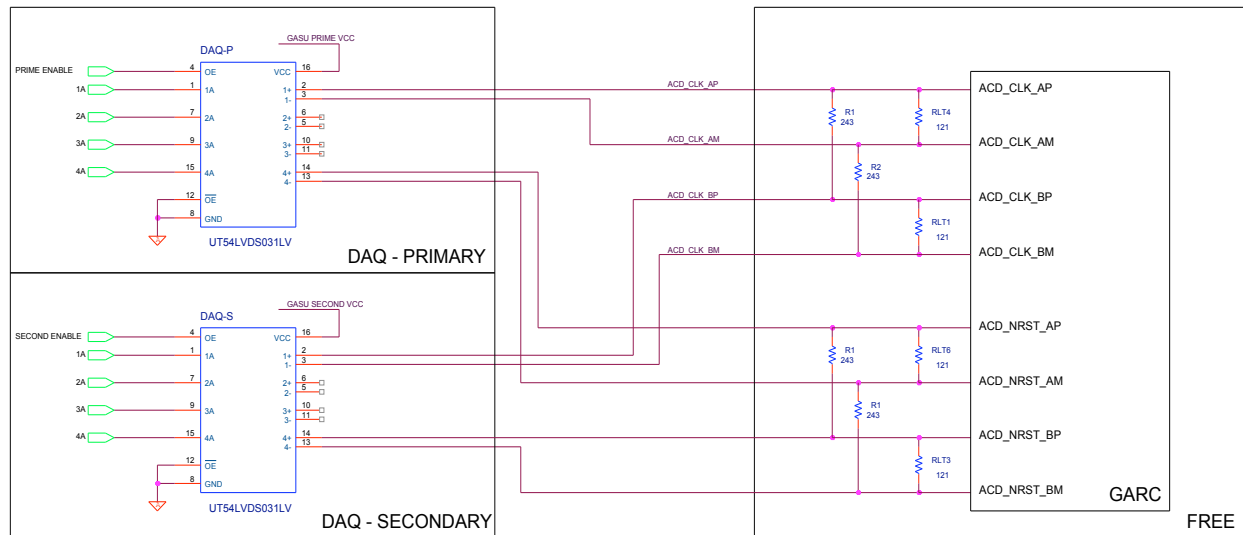 GASU PRIME VCC
DAQ-P
PRIME ENABLE
4 OE VCC 16
1A 1 1A 1+ 2
1- 3
2A 7 2A 2+ 6
2- 5
3A 9 3A 3+ 10
3- 11
4A 15 4A 4+ 14
4- 13
12 OE
8 GND
UT54LVDS031LV
DAQ - PRIMARY
GASU SECOND VCC
DAQ-S
SECOND ENABLE
4 OE VCC 16
1A 1 1A 1+ 2
1- 3
2A 7 2A 2+ 6
2- 5
3A 9 3A 3+ 10
3- 11
4A 15 4A 4+ 14
4- 13
12 OE
8 GND
UT54LVDS031LV
DAQ - SECONDARY
ACD_CLK_AP
ACD_CLK_AM
ACD_CLK_BP
ACD_CLK_BM
R1
243
RLT4
121
R2
243
RLT1
121
R1
243
RLT6
121
R1
243
RLT3
121
ACD_CLK_AP
ACD_CLK_AM
ACD_CLK_BP
ACD_CLK_BM
ACD_NRST_AP
ACD_NRST_AM
ACD_NRST_BP
ACD_NRST_BM
GARC
FREE